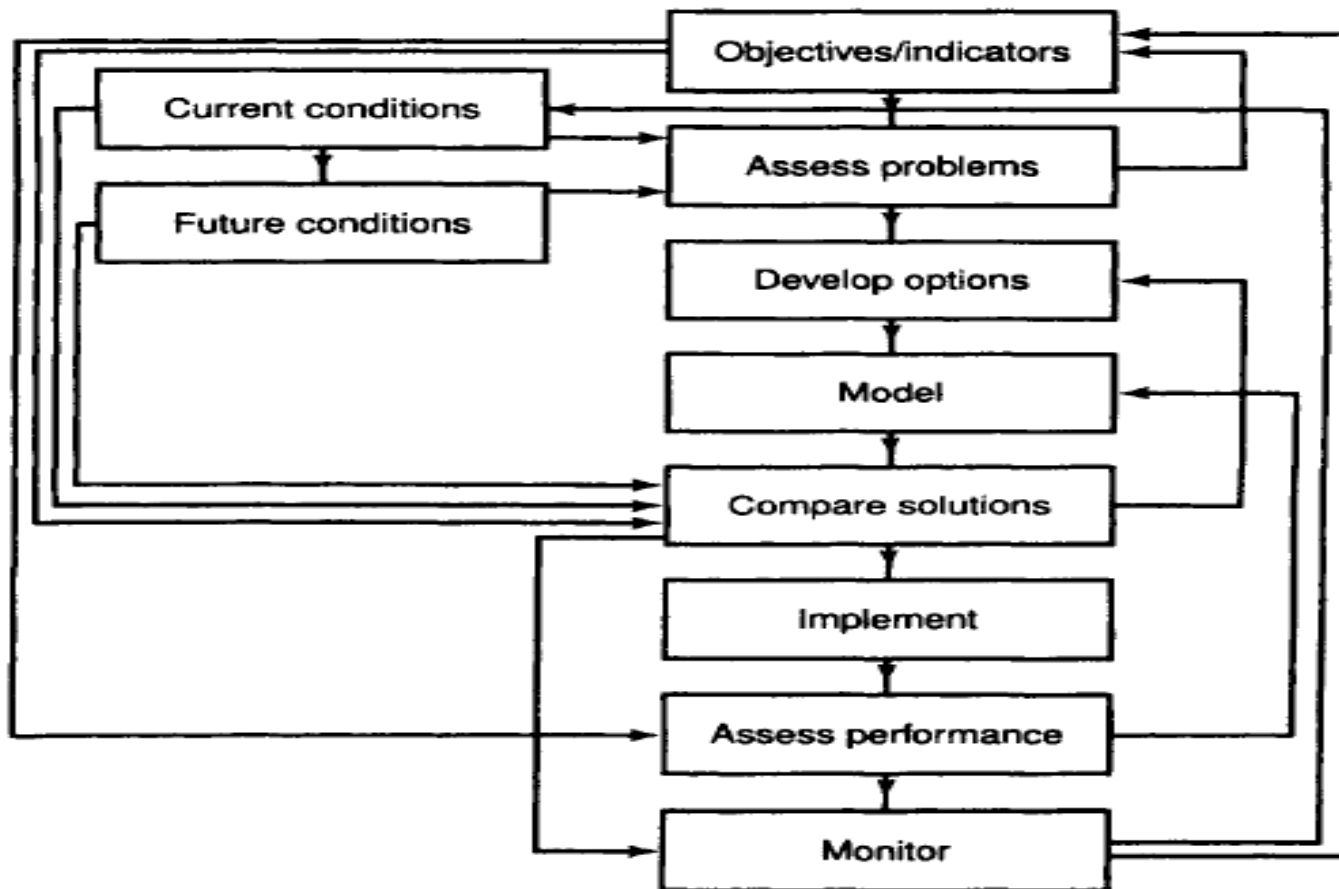 Objectives/indicators
Current conditions
Assess problems
Future conditions
Develop options
Model
Compare solutions
Implement
Assess performance
Monitor